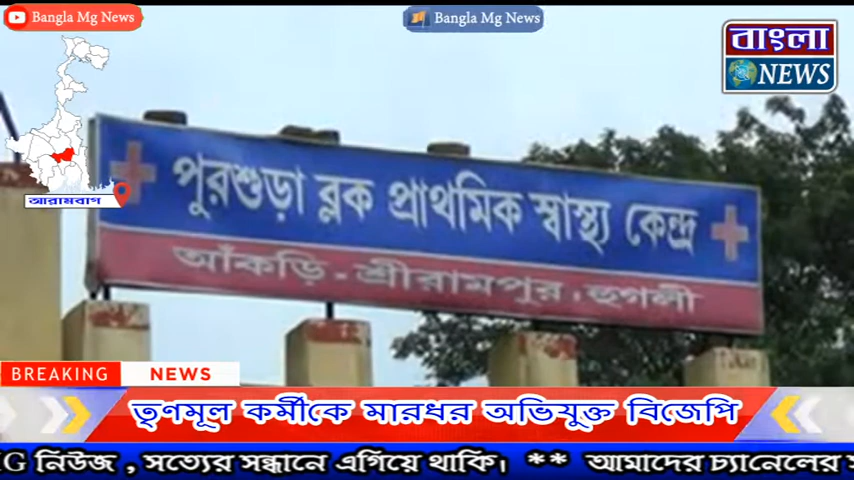 Bangla Mg News
Bangla Mg News
বাংলা
NEWS
আরামবাগ
পুরশুড়া ব্লক প্রাথমিক স্বাস্থ্য কেন্দ্র
আঁকড়ি - শ্রীরামপুর, হুগলী
BREAKING NEWS
তৃণমূল কর্মীকে মারধর অভিযুক্ত বিজেপি
নিউজ , সত্যের সন্ধানে এগিয়ে থাকি। ** আমাদের চ্যানেলের